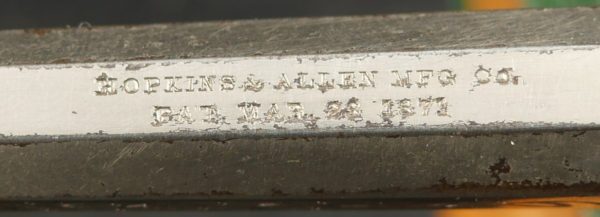 HOPKINS & ALLEN MFG CO.
PAT. MAR. 28, 1871